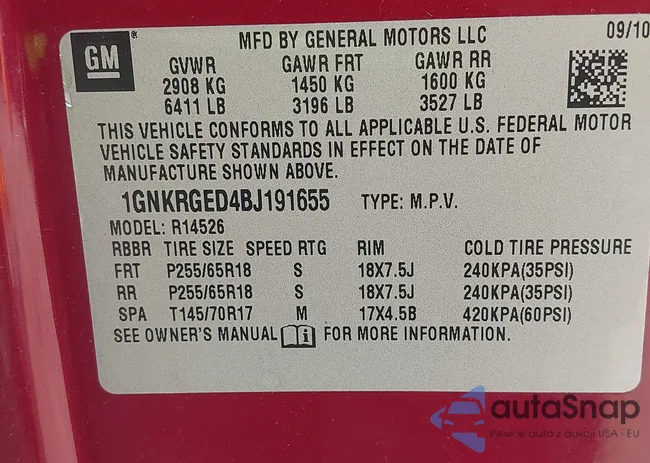 GM
MFD BY GENERAL MOTORS LLC 09/10
GVWR GAWR FRT GAWR RR
2908 KG 1450 KG 1600 KG
6411 LB 3196 LB 3527 LB
THIS VEHICLE CONFORMS TO ALL APPLICABLE U.S. FEDERAL MOTOR
VEHICLE SAFETY STANDARDS IN EFFECT ON THE DATE OF
MANUFACTURE SHOWN ABOVE.
1GNKRGED4BJ191655 TYPE: M.P.V.
MODEL: R14526
RBBR TIRE SIZE SPEED RTG RIM COLD TIRE PRESSURE
FRT P255/65R18 S 18X7.5J 240KPA(35PSI)
RR P255/65R18 S 18X7.5J 240KPA(35PSI)
SPA T145/70R17 M 17X4.5B 420KPA(60PSI)
SEE OWNER'S MANUAL FOR MORE INFORMATION.
autaSnap
Pewne auta z aukcji USA i EU